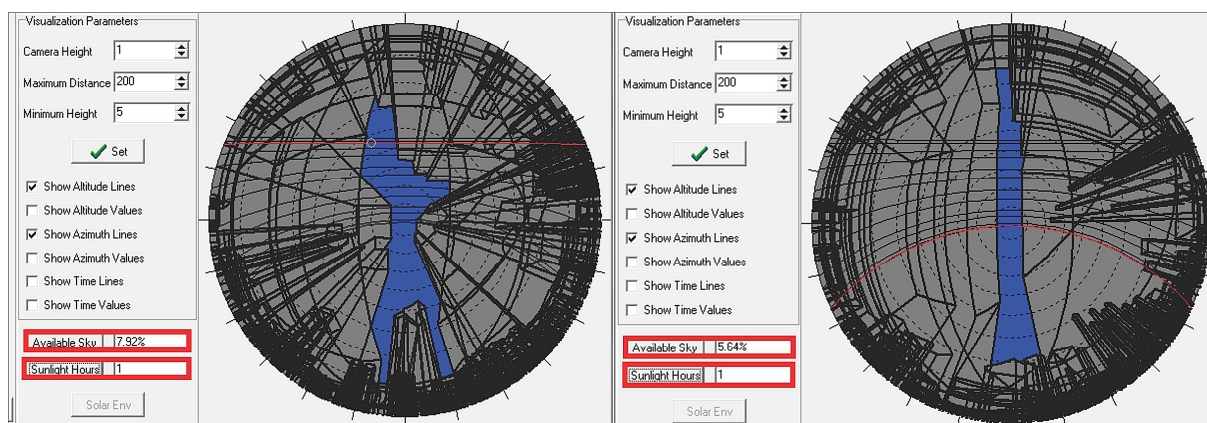 Visualization Parameters
Camera Height 1
Maximum Distance 200
Minimum Height 5
Set
Show Altitude Lines
Show Altitude Values
Show Azimuth Lines
Show Azimuth Values
Show Time Lines
Show Time Values
Available Sky 7.92%
Sunlight Hours 1
Solar Env
Visualization Parameters
Camera Height 1
Maximum Distance 200
Minimum Height 5
Set
Show Altitude Lines
Show Altitude Values
Show Azimuth Lines
Show Azimuth Values
Show Time Lines
Show Time Values
Available Sky 5.64%
Sunlight Hours 1
Solar Env